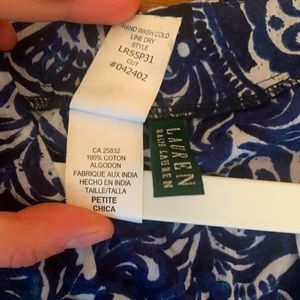 HAND WASH COLD
LINE DRY
STYLE
LR55P31
CUT
#042402
CA 25832
100% COTON
ALGODON
FABRIQUE AUX INDIA
HECHO EN INDIA
TAILLE/TALLA
PETITE
CHICA
LAUREN
RALPH LAUREN